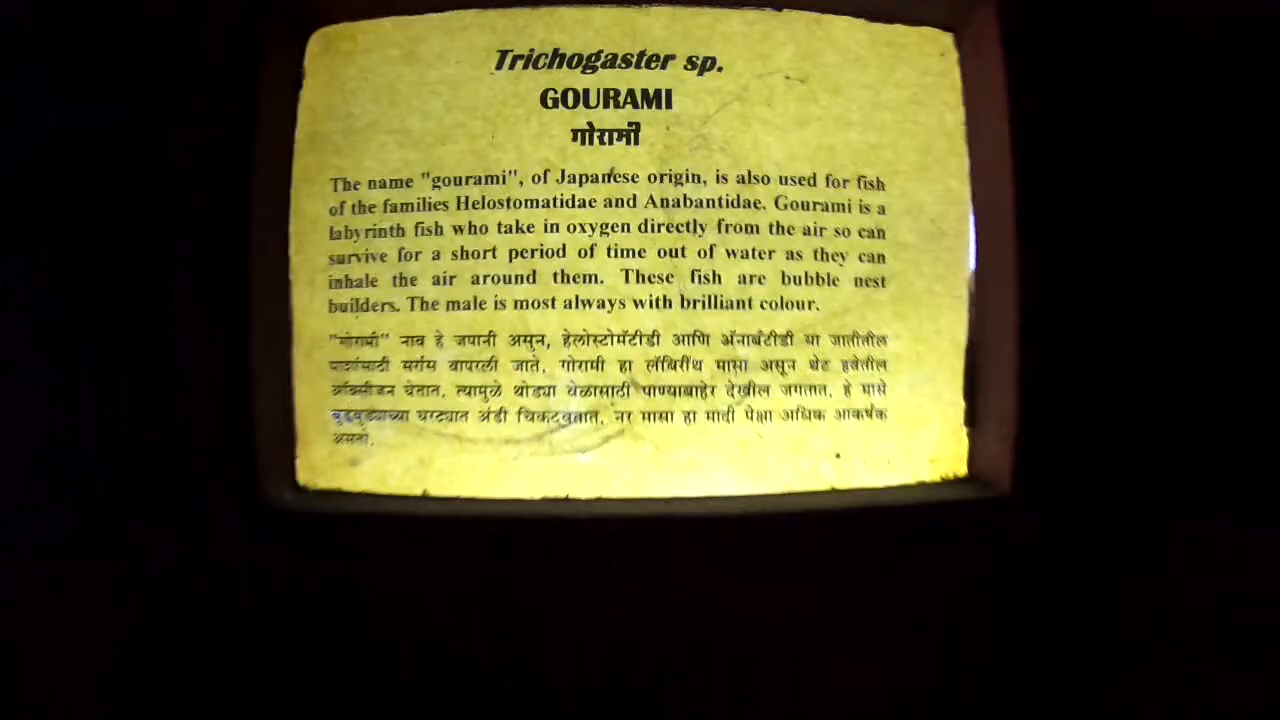 Trichogaster sp.
GOURAMI
गोरामी
The name "gourami", of Japanese origin, is also used for fish
of the families Helostomatidae and Anabantidae. Gourami is a
labyrinth fish who take in oxygen directly from the air so can
survive for a short period of time out of water as they can
inhale the air around them. These fish are bubble nest
builders. The male is most always with brilliant colour.
"गोरामी" नाव हे जपानी असुन, हेलोस्टोमॅटीडी आणि ॲनाबँटीडी या जातीतील
माशांसाठी सर्रास वापरली जाते. गोरामी हा लॅबिरींथ मासा असून थेट हवेतील
ऑक्सीजन घेतात. त्यामुळे थोड्या वेळासाठी पाण्याबाहेर देखील जगतात. हे मासे
बुडबुड्याच्या घरट्यात अंडी चिकटवतात. नर मासा हा मादी पेक्षा अधिक आकर्षक
असतो.